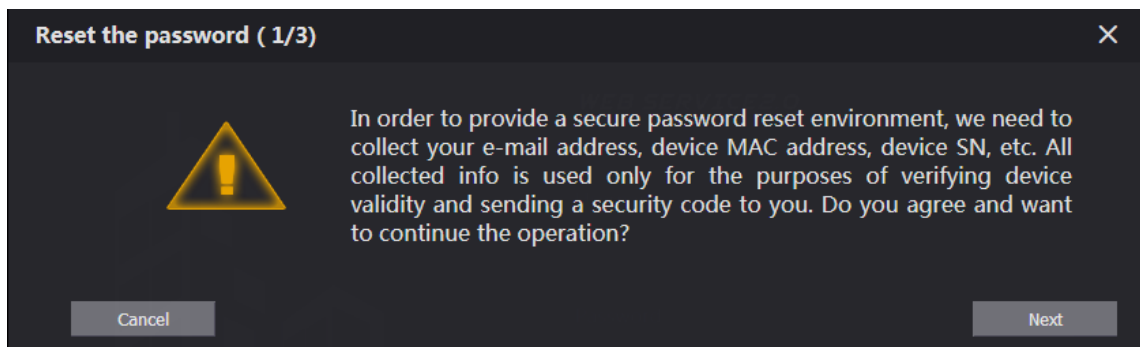 Reset the password ( 1/3)
In order to provide a secure password reset environment, we need to
collect your e-mail address, device MAC address, device SN, etc. All
collected info is used only for the purposes of verifying device
validity and sending a security code to you. Do you agree and want
to continue the operation?
Cancel
Next